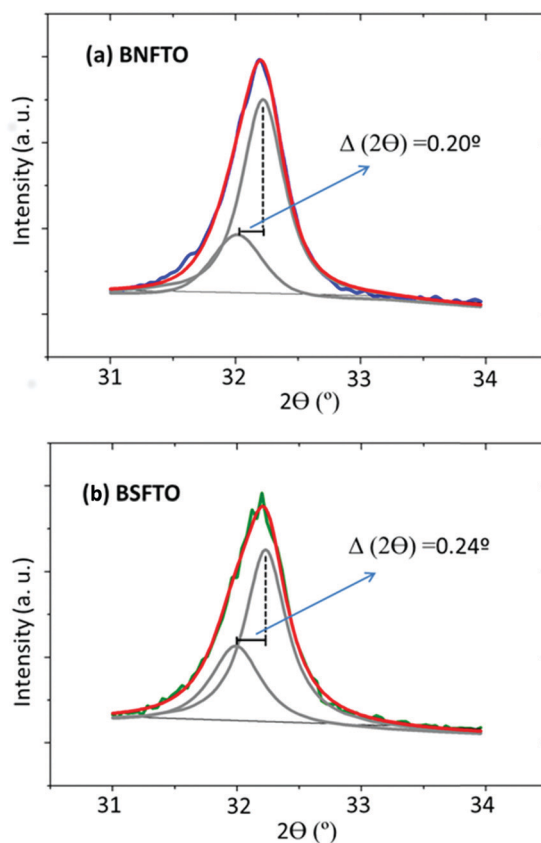 (a) BNFTO
Δ (2Θ) =0.20º
Intensity (a. u.)
31 32 33 34
2Θ (º)
(b) BSFTO
Δ (2Θ) =0.24º
Intensity (a. u.)
31 32 33 34
2Θ (º)